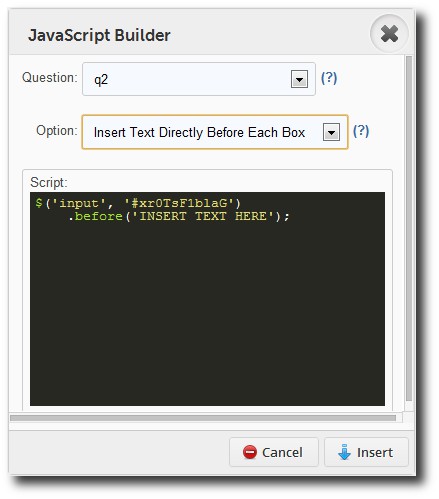 JavaScript Builder
Question: q2 (?)
Option: Insert Text Directly Before Each Box (?)
Script:
$('input', '#xr0TsF1blaG')
.before('INSERT TEXT HERE');
Cancel Insert